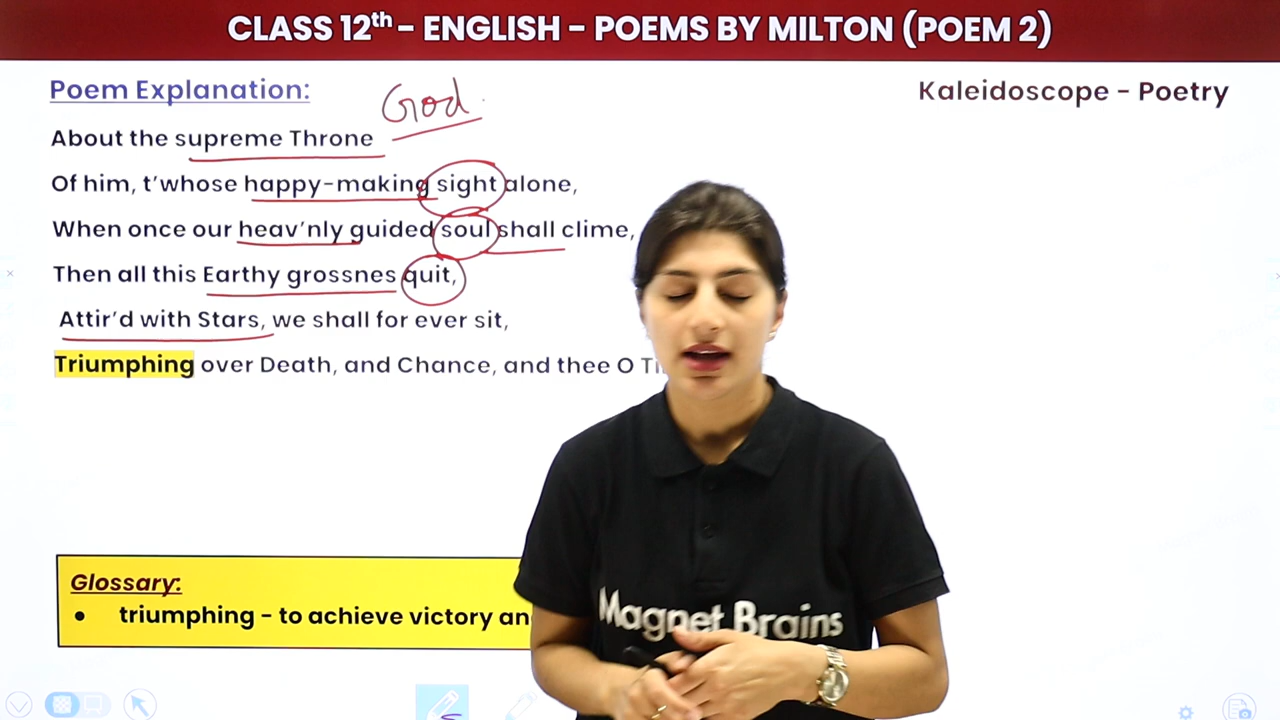 CLASS 12th - ENGLISH - POEMS BY MILTON (POEM 2)
Poem Explanation:
God
Kaleidoscope - Poetry
About the supreme Throne
Of him, t'whose happy-making sight alone,
When once our heav'nly guided soul shall clime,
Then all this Earthy grossnes quit,
Attir'd with Stars, we shall for ever sit,
Triumphing over Death, and Chance, and thee O
Glossary:
• triumphing - to achieve victory
Magnet Brains